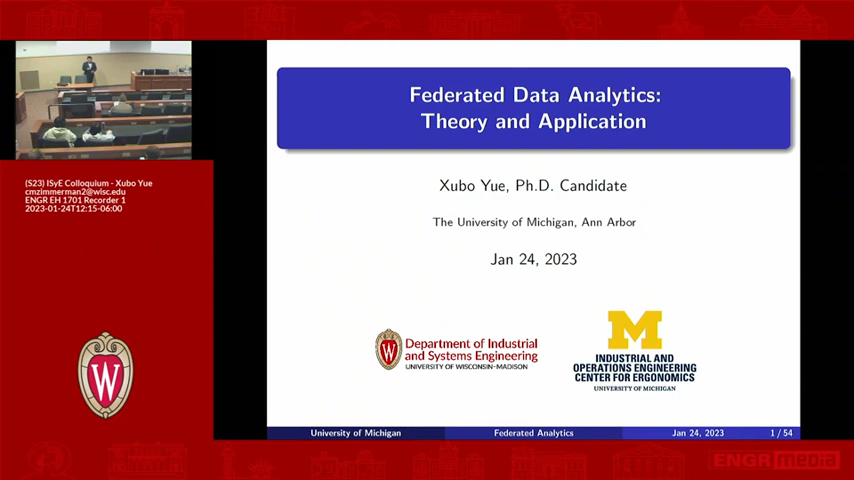 (S23) ISyE Colloquium - Xubo Yue
cmzimmerman2@wisc.edu
ENGR EH 1701 Recorder 1
2023-01-24T12:15-06:00
W
Federated Data Analytics:
Theory and Application
Xubo Yue, Ph.D. Candidate
The University of Michigan, Ann Arbor
Jan 24, 2023
W
Department of Industrial
and Systems Engineering
UNIVERSITY OF WISCONSIN-MADISON
M
INDUSTRIAL AND
OPERATIONS ENGINEERING
CENTER FOR ERGONOMICS
UNIVERSITY OF MICHIGAN
University of Michigan Federated Analytics Jan 24, 2023 1 / 54
ENGR media